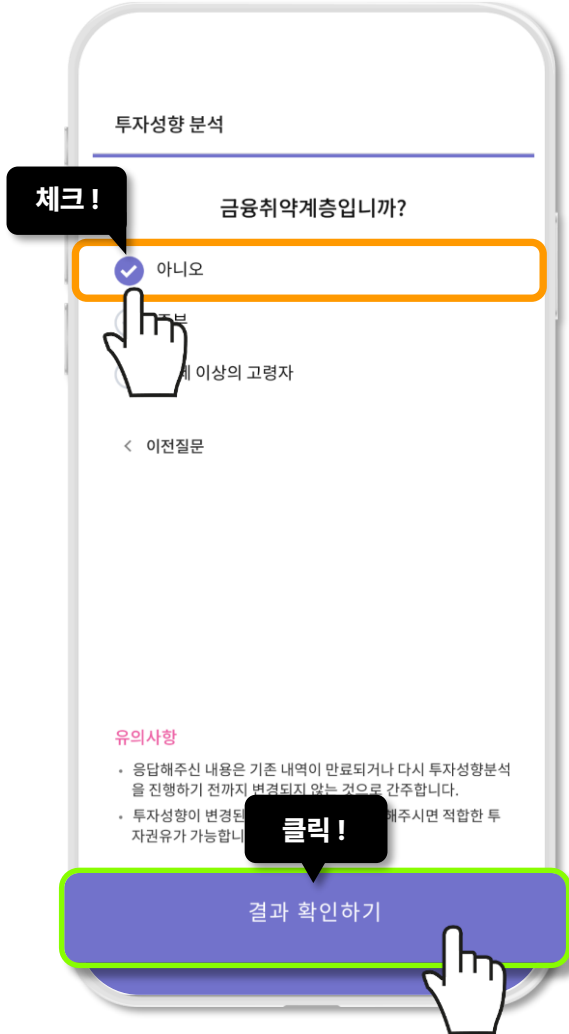 투자성향 분석
체크 !
금융취약계층입니까?
아니오
이상의 고령자
< 이전질문
유의사항
• 응답해주신 내용은 기존 내역이 만료되거나 다시 투자성향분석
을 진행하기 전까지 변경되지 않는 것으로 간주합니다.
• 투자성향이 변경된 해주시면 적합한 투
자권유가 가능합니
클릭 !
결과 확인하기